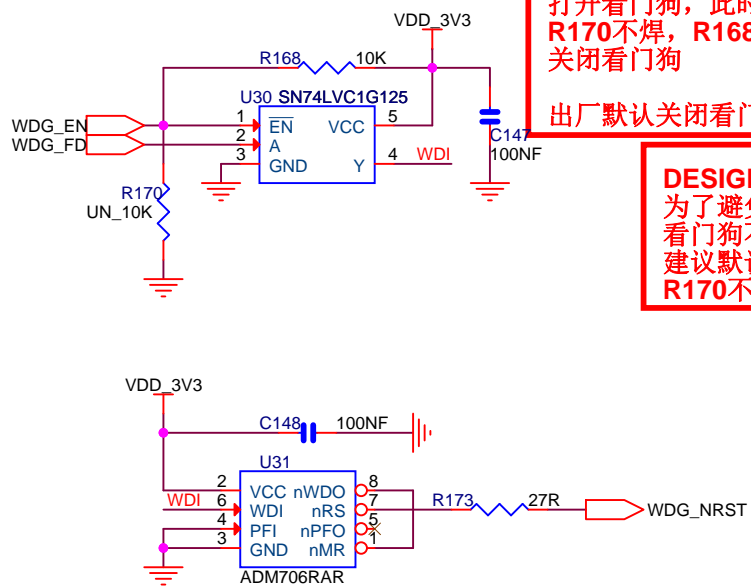 打开看门狗，此时
R170不焊，R168
关闭看门狗
出厂默认关闭看门
VDD_3V3
R168 10K
U30 SN74LVC1G125
WDG_EN 1 EN VCC 5
WDG_FD 2 A
3 GND Y 4 WDI
C147
100NF
R170
UN_10K
DESIG
为了避免
看门狗不
建议默认
R170不
VDD_3V3
C148 100NF
U31
2 VCC nWDO 8
WDI 6 WDI nRS 7
4 PFI nPFO 5
3 GND nMR 1
R173 27R
WDG_NRST
ADM706RAR